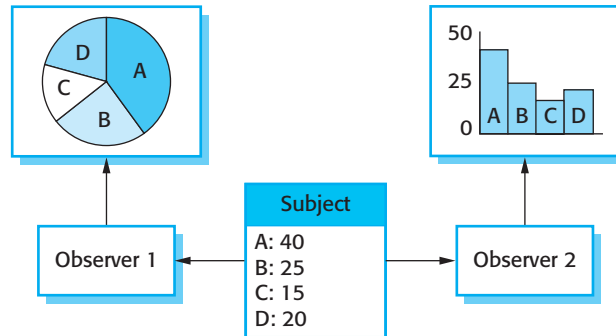 D
A
C
B
50
25
0
A B C D
Subject
A: 40
B: 25
C: 15
D: 20
Observer 1
Observer 2